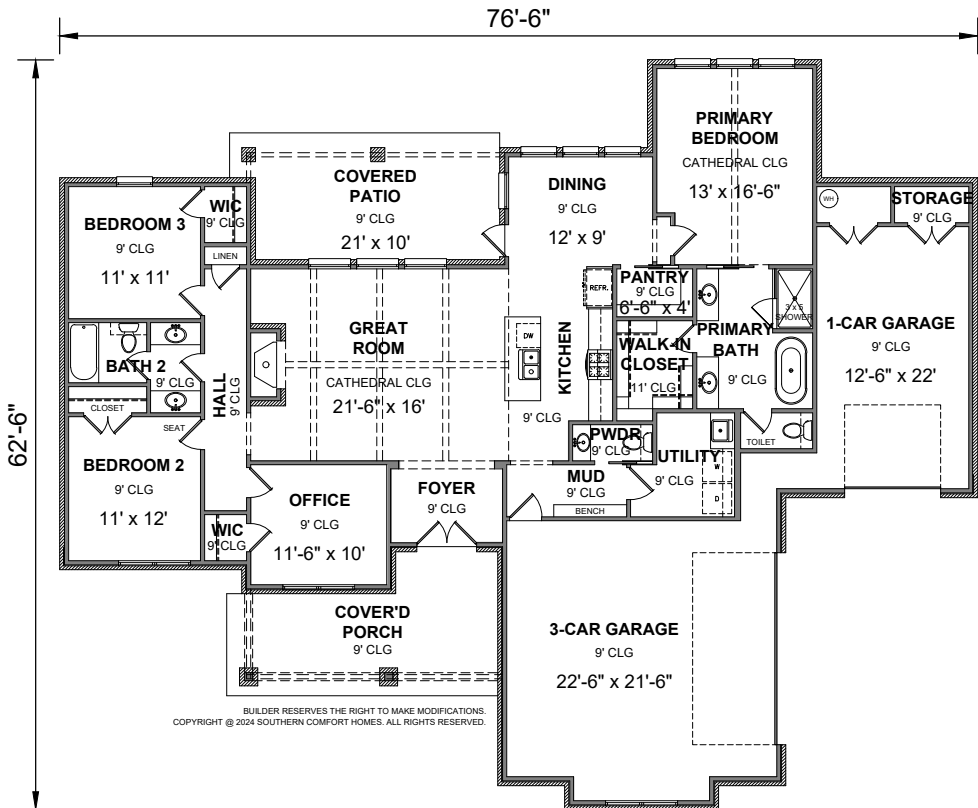 76'-6"
62'-6"
PRIMARY
BEDROOM
CATHEDRAL CLG
13' x 16'-6"
COVERED
PATIO
9' CLG
21' x 10'
DINING
9' CLG
12' x 9'
WIC
9' CLG
BEDROOM 3
9' CLG
11' x 11'
LINEN
WH
STORAGE
9' CLG
REFR.
PANTRY
9' CLG
6'-6" x 4'
3 x 5
SHOWER
GREAT
ROOM
CATHEDRAL CLG
21'-6" x 16'
DW
KITCHEN
9' CLG
WALK-IN
CLOSET
11' CLG
PRIMARY
BATH
9' CLG
1-CAR GARAGE
9' CLG
12'-6" x 22'
BATH 2
9' CLG
HALL
9' CLG
CLOSET
SEAT
BEDROOM 2
9' CLG
11' x 12'
PWDR
9' CLG
TOILET
UTILITY
9' CLG
W
D
MUD
9' CLG
BENCH
OFFICE
9' CLG
11'-6" x 10'
FOYER
9' CLG
WIC
9' CLG
COVER'D
PORCH
9' CLG
3-CAR GARAGE
9' CLG
22'-6" x 21'-6"
BUILDER RESERVES THE RIGHT TO MAKE MODIFICATIONS.
COPYRIGHT @ 2024 SOUTHERN COMFORT HOMES. ALL RIGHTS RESERVED.